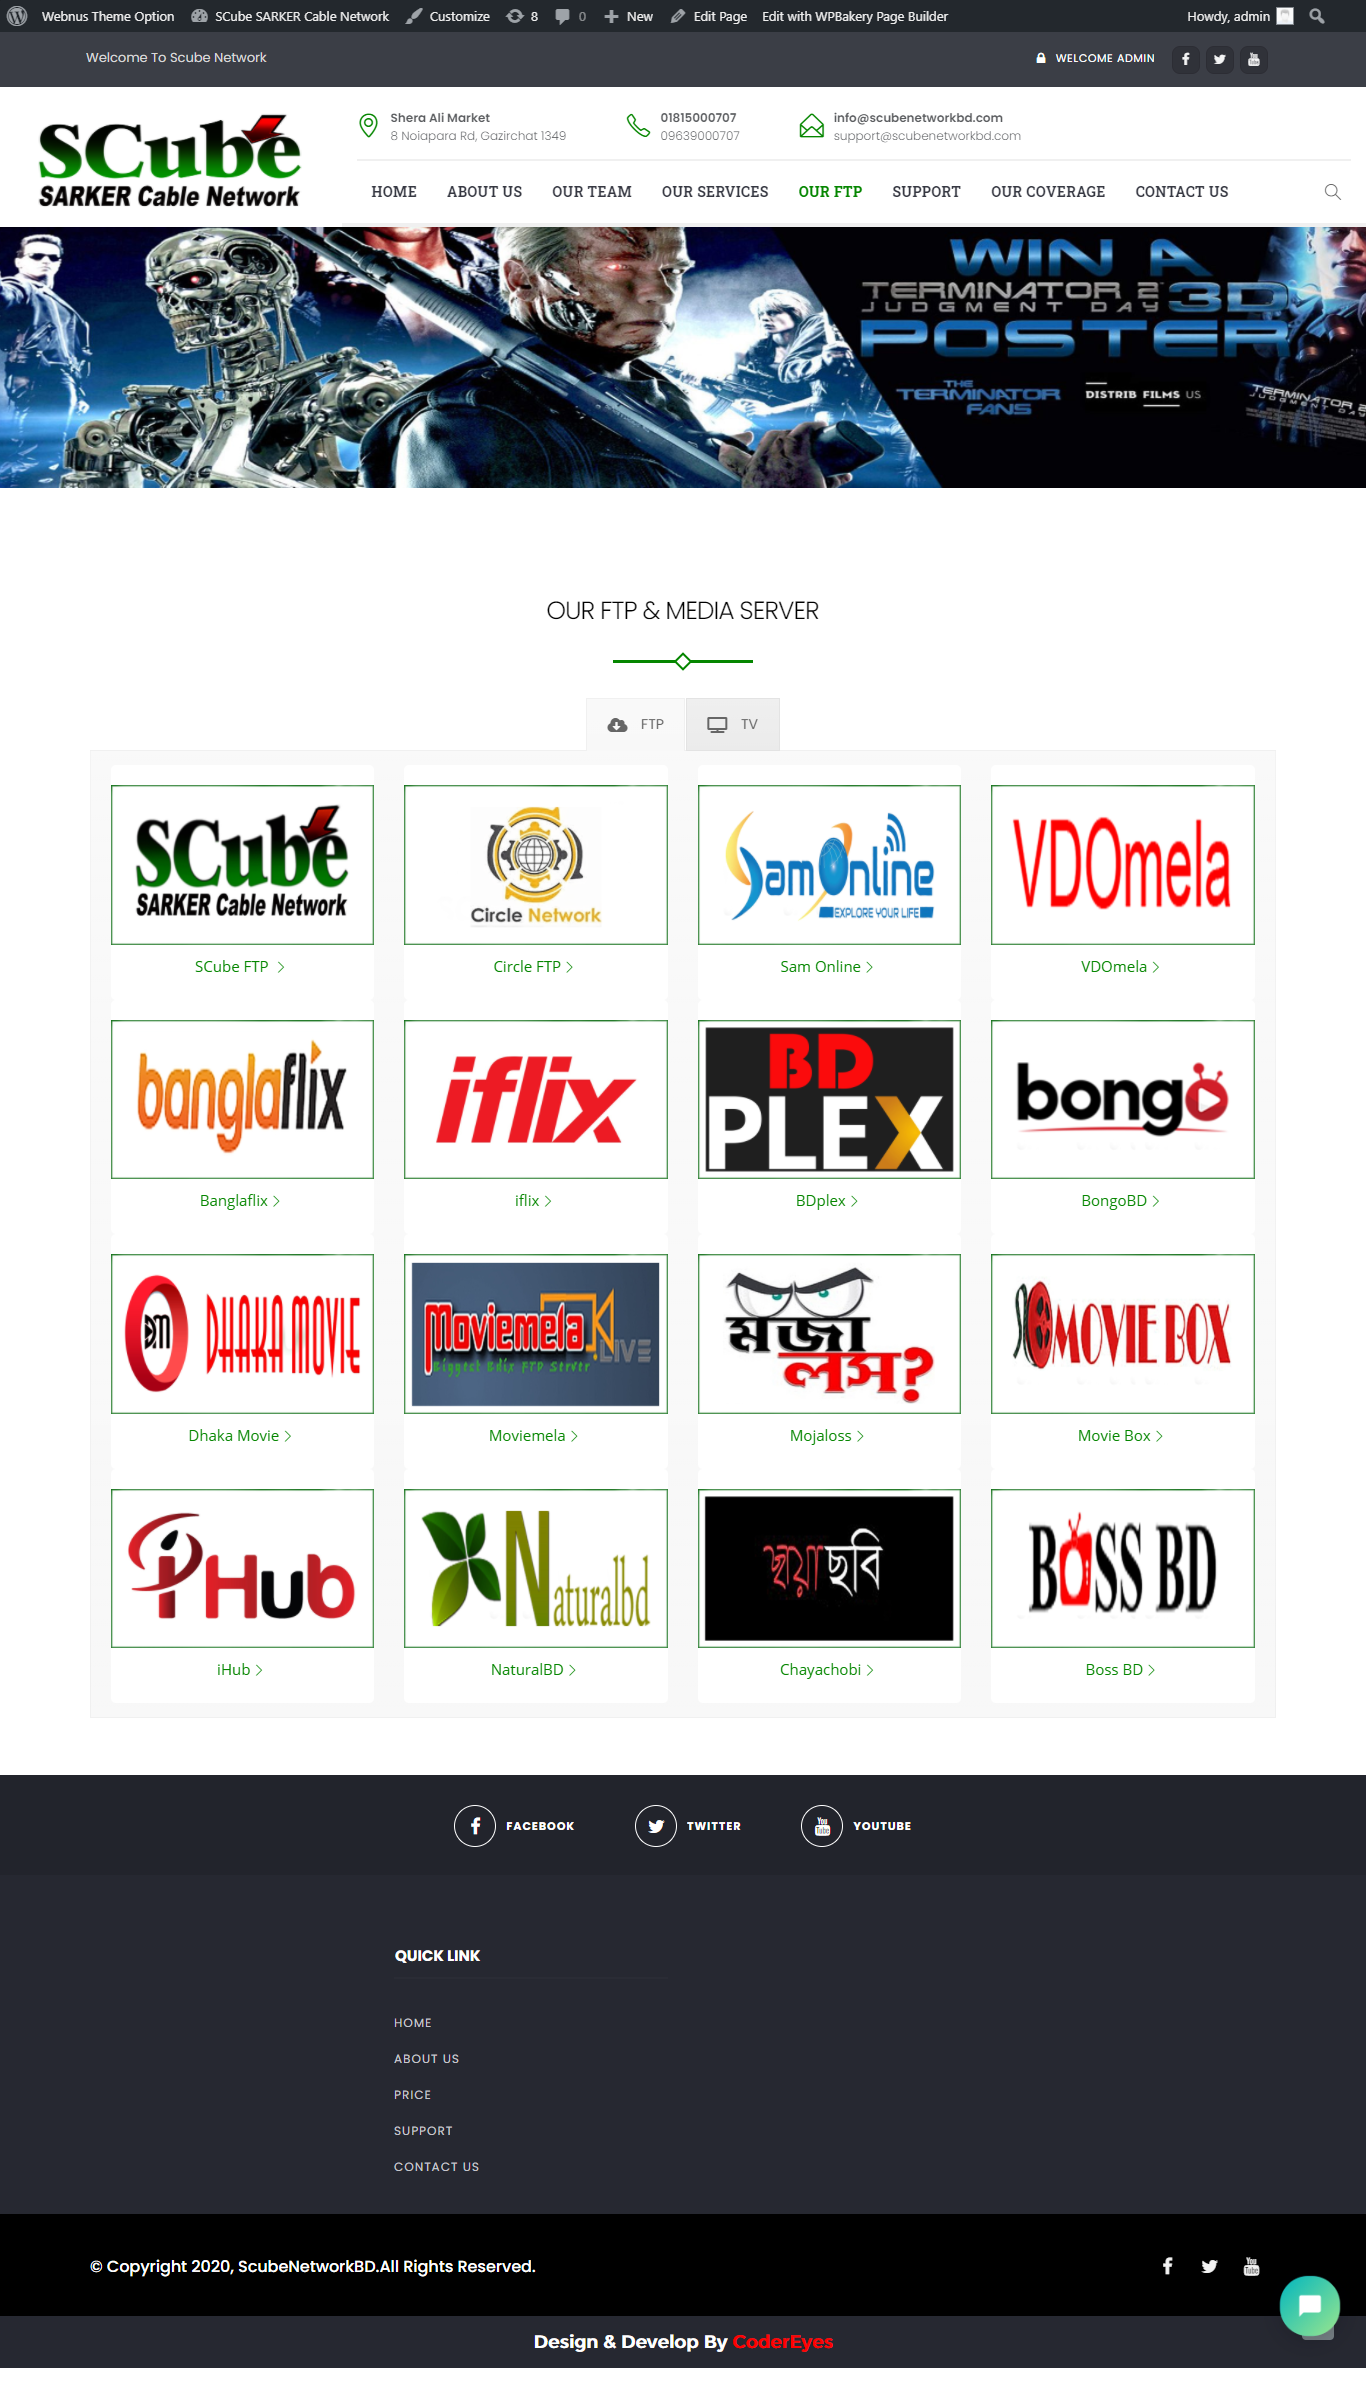 Webnus Theme Option SCube SARKER Cable Network Customize 8 0 New Edit Page Edit with WPBakery Page Builder Howdy, admin
Welcome To Scube Network WELCOME ADMIN
SCube
SARKER Cable Network
Shera Ali Market
8 Noiapara Rd, Gazirchat 1349
01815000707
09639000707
info@scubenetworkbd.com
support@scubenetworkbd.com
HOME ABOUT US OUR TEAM OUR SERVICES OUR FTP SUPPORT OUR COVERAGE CONTACT US
WIN A
TERMINATOR 2 3D
JUDGMENT DAY
POSTER
THE
TERMINATOR
FANS
DISTRIB FILMS US
TERMINATOR 2
JUDGMENT DAY
OUR FTP & MEDIA SERVER
FTP TV
SCube
SARKER Cable Network
Circle Network
Sam Online
EXPLORE YOUR LIFE
VDOmela
SCube FTP Circle FTP Sam Online VDOmela
banglaflix iflix BD PLEX bongo
Banglaflix iflix BDplex BongoBD
DM DHAKA MOVIE
Moviemela LIVE
Biggest Bdix FTP Server
মজা
লস?
MOVIE BOX
Dhaka Movie Moviemela Mojaloss Movie Box
iHub Naturalbd ছায়াছবি BOSS BD
iHub NaturalBD Chayachobi Boss BD
FACEBOOK TWITTER You Tube YOUTUBE
QUICK LINK
HOME
ABOUT US
PRICE
SUPPORT
CONTACT US
© Copyright 2020, ScubeNetworkBD.All Rights Reserved.
Design & Develop By CoderEyes